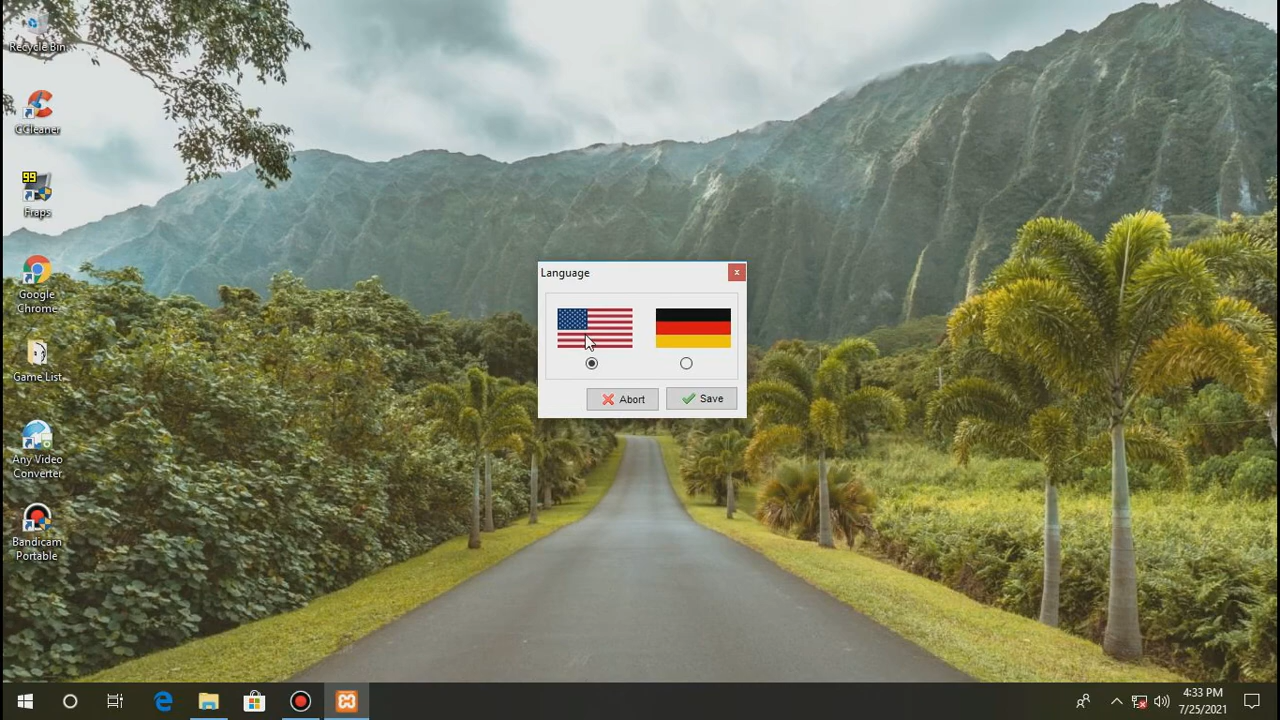 Recycle Bin
CCleaner
99
Fraps
Google
Chrome
Game List
Any Video
Converter
Bandicam
Portable
Language
Abort
Save
4:33 PM
7/25/2021